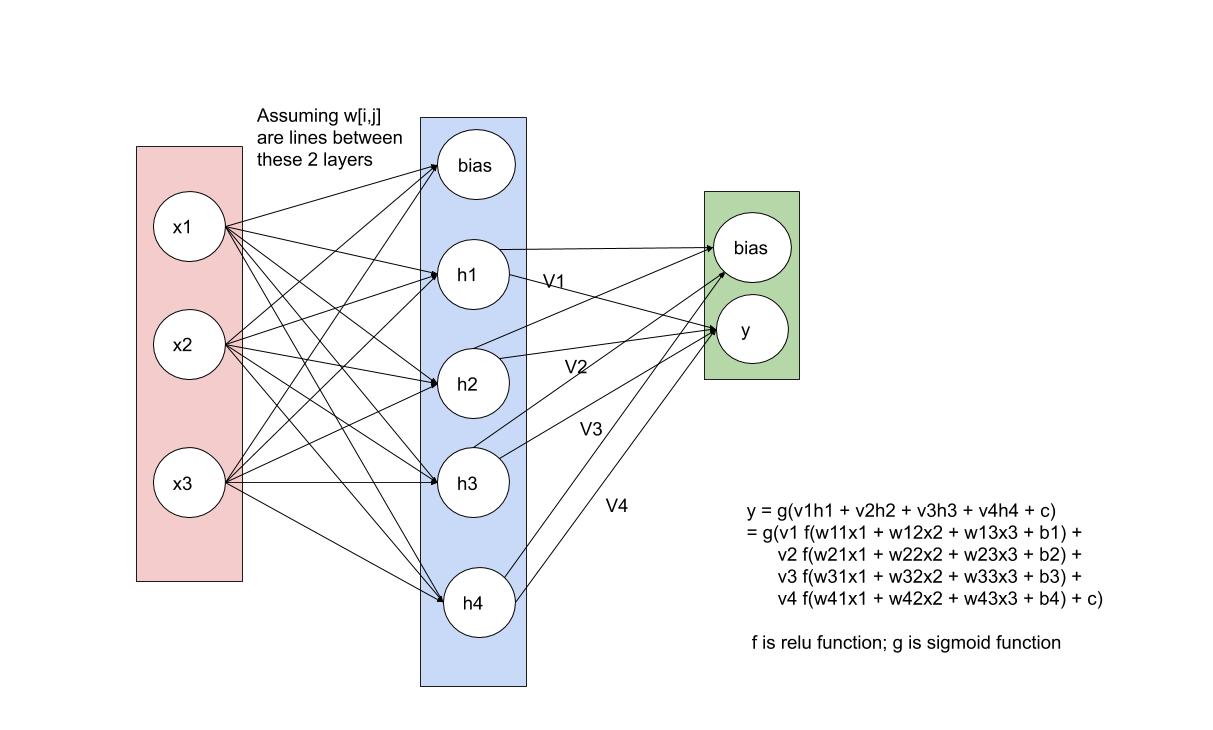 Assuming w[i,j]
are lines between
these 2 layers
x1
x2
x3
bias
h1
h2
h3
h4
V1
V2
V3
V4
bias
y
y = g(v1h1 + v2h2 + v3h3 + v4h4 + c)
= g(v1 f(w11x1 + w12x2 + w13x3 + b1) +
v2 f(w21x1 + w22x2 + w23x3 + b2) +
v3 f(w31x1 + w32x2 + w33x3 + b3) +
v4 f(w41x1 + w42x2 + w43x3 + b4) + c)
f is relu function; g is sigmoid function